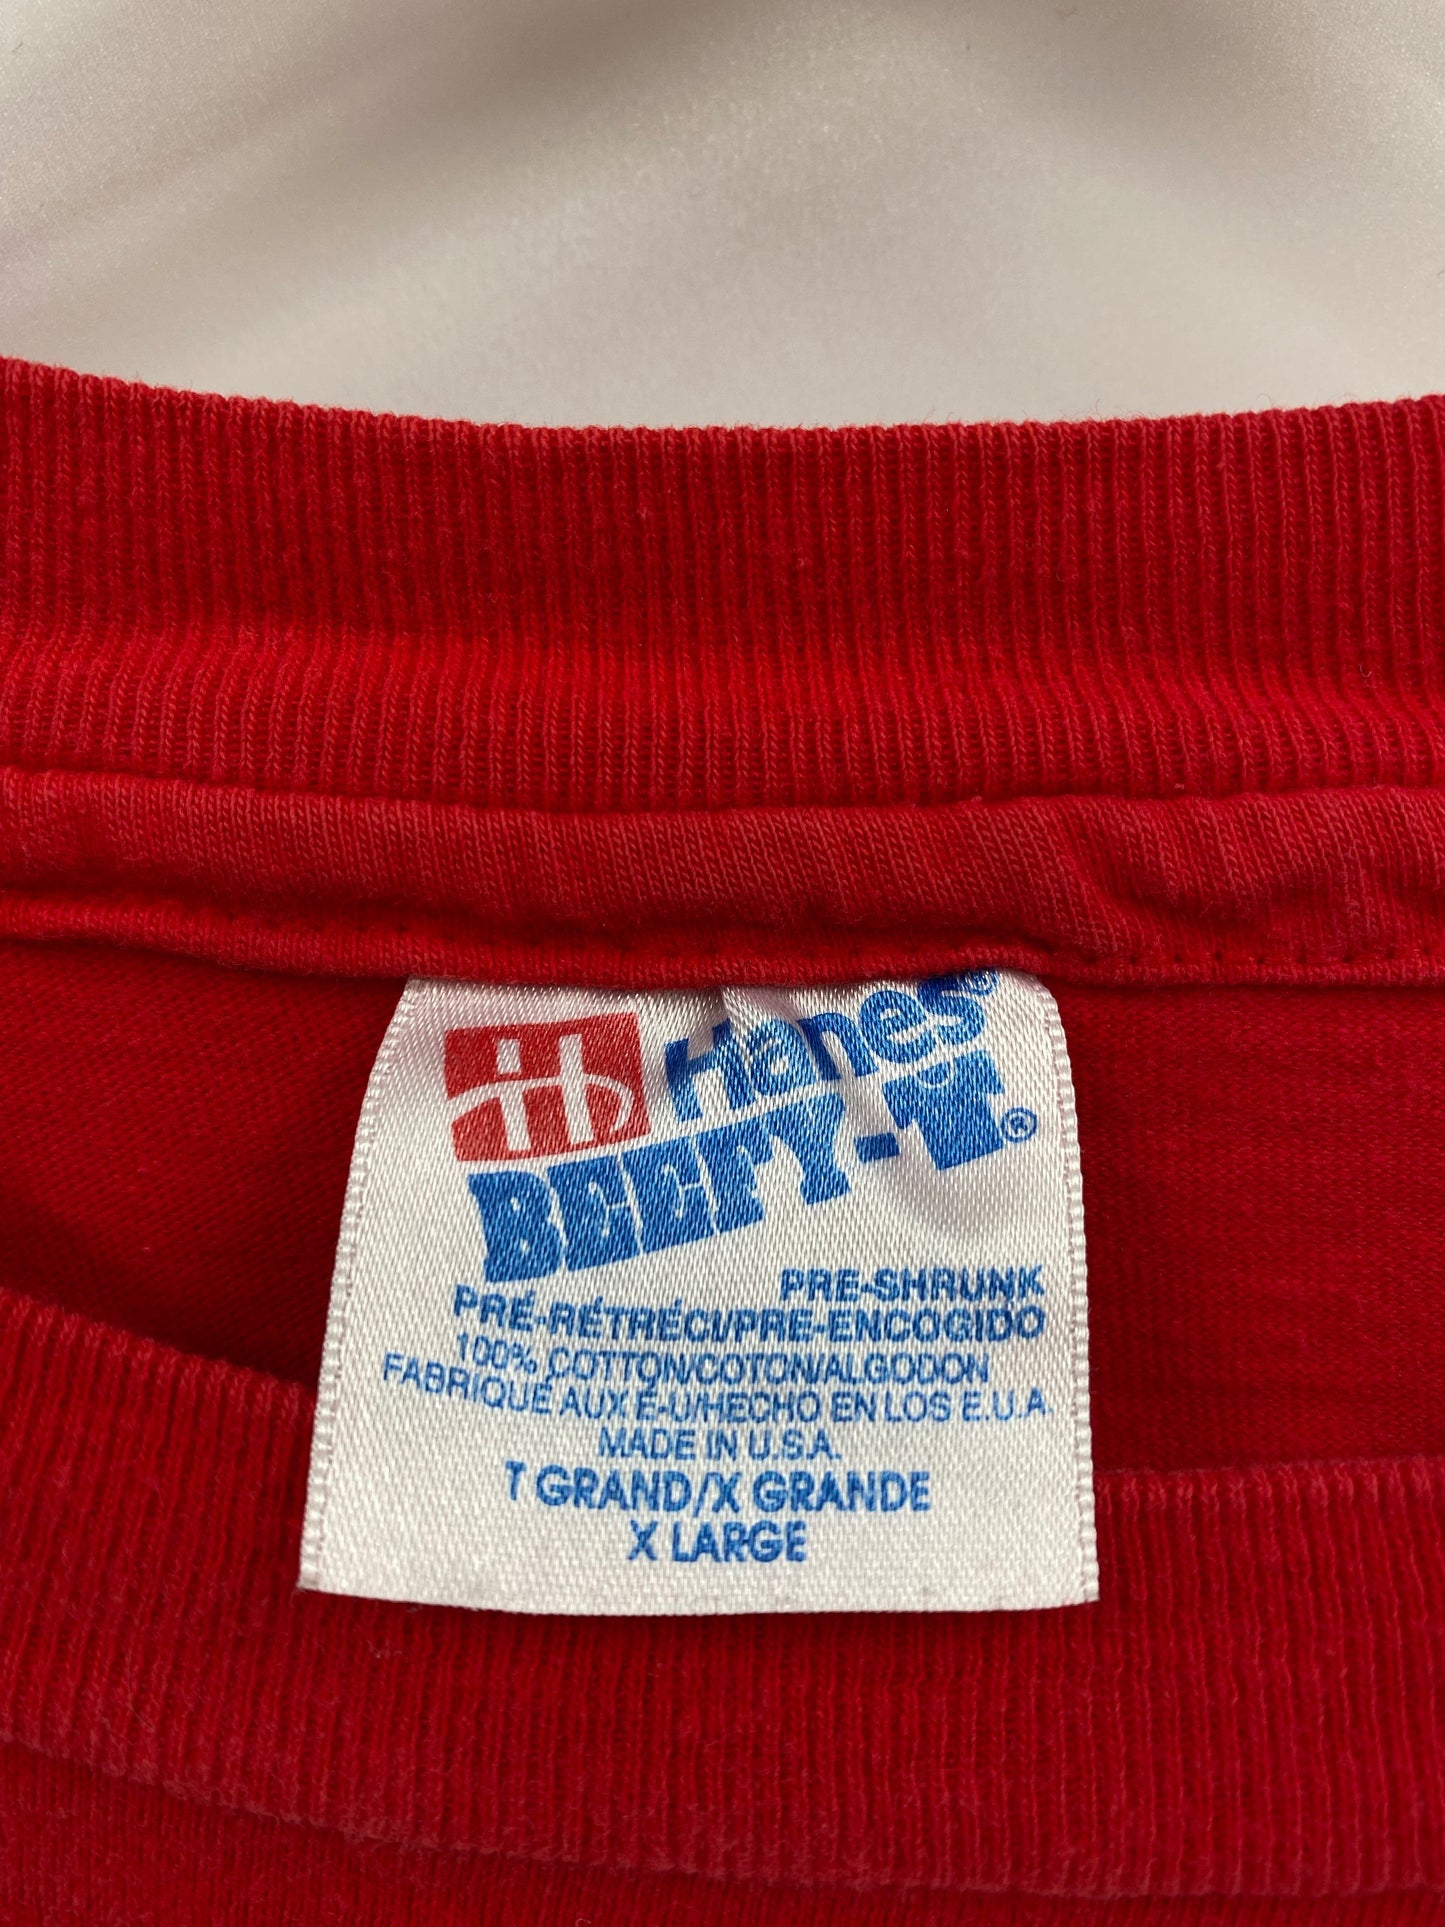 Hanes®
BEEFY-T®
PRE-SHRUNK
PRÉ-RÉTRÉCI/PRE-ENCOGIDO
100% COTTON/COTON/ALGODON
FABRIQUÉ AUX É-U/HECHO EN LOS E.U.A.
MADE IN U.S.A.
T GRAND/X GRANDE
X LARGE